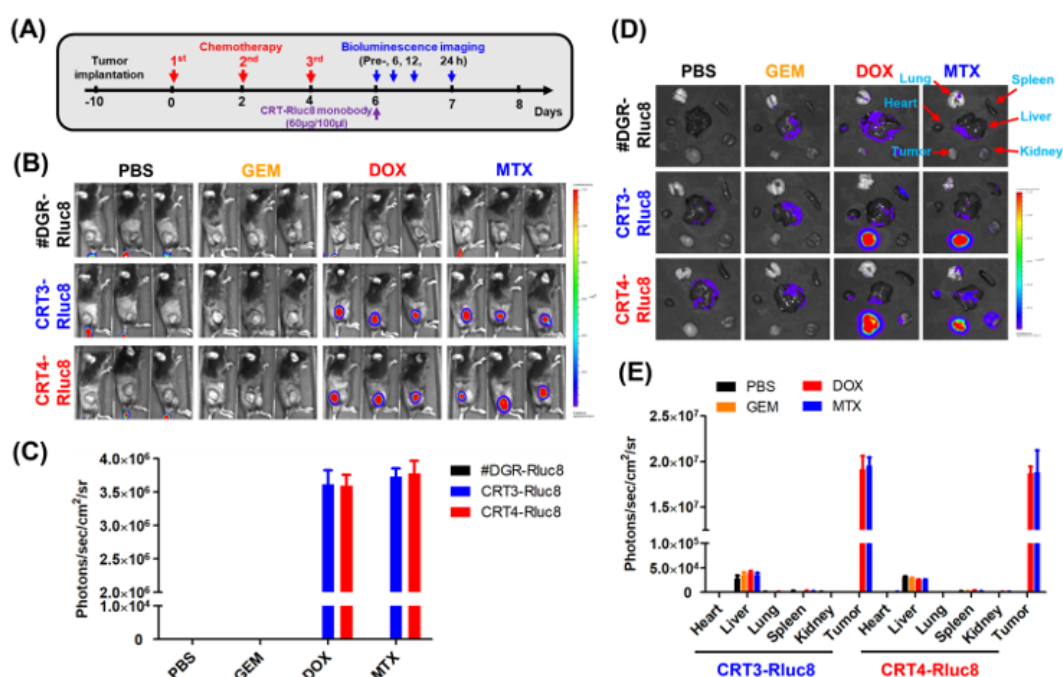 (A)
Chemotherapy
Bioluminescence imaging
Tumor implantation
1st
2nd
3rd
(Pre-, 6, 12, 24 h)
-10
0
2
4
6
7
8
Days
CRT-Rluc8 monobody
(60μg/100μl)
(B)
PBS
GEM
DOX
MTX
#DGR-Rluc8
CRT3-Rluc8
CRT4-Rluc8
(C)
Photons/sec/cm²/sr
4.0×10⁶
3.5×10⁶
3.0×10⁶
2.0×10⁶
1.0×10⁴
0
#DGR-Rluc8
CRT3-Rluc8
CRT4-Rluc8
PBS
GEM
DOX
MTX
(D)
PBS
GEM
DOX
MTX
#DGR-Rluc8
CRT3-Rluc8
CRT4-Rluc8
Lung
Spleen
Heart
Liver
Tumor
Kidney
(E)
PBS
DOX
GEM
MTX
Photons/sec/cm²/sr
2.5×10⁷
2.0×10⁷
1.0×10⁷
1.0×10⁵
5.0×10⁴
0
Heart
Liver
Lung
Spleen
Kidney
Tumor
Heart
Liver
Lung
Spleen
Kidney
Tumor
CRT3-Rluc8
CRT4-Rluc8